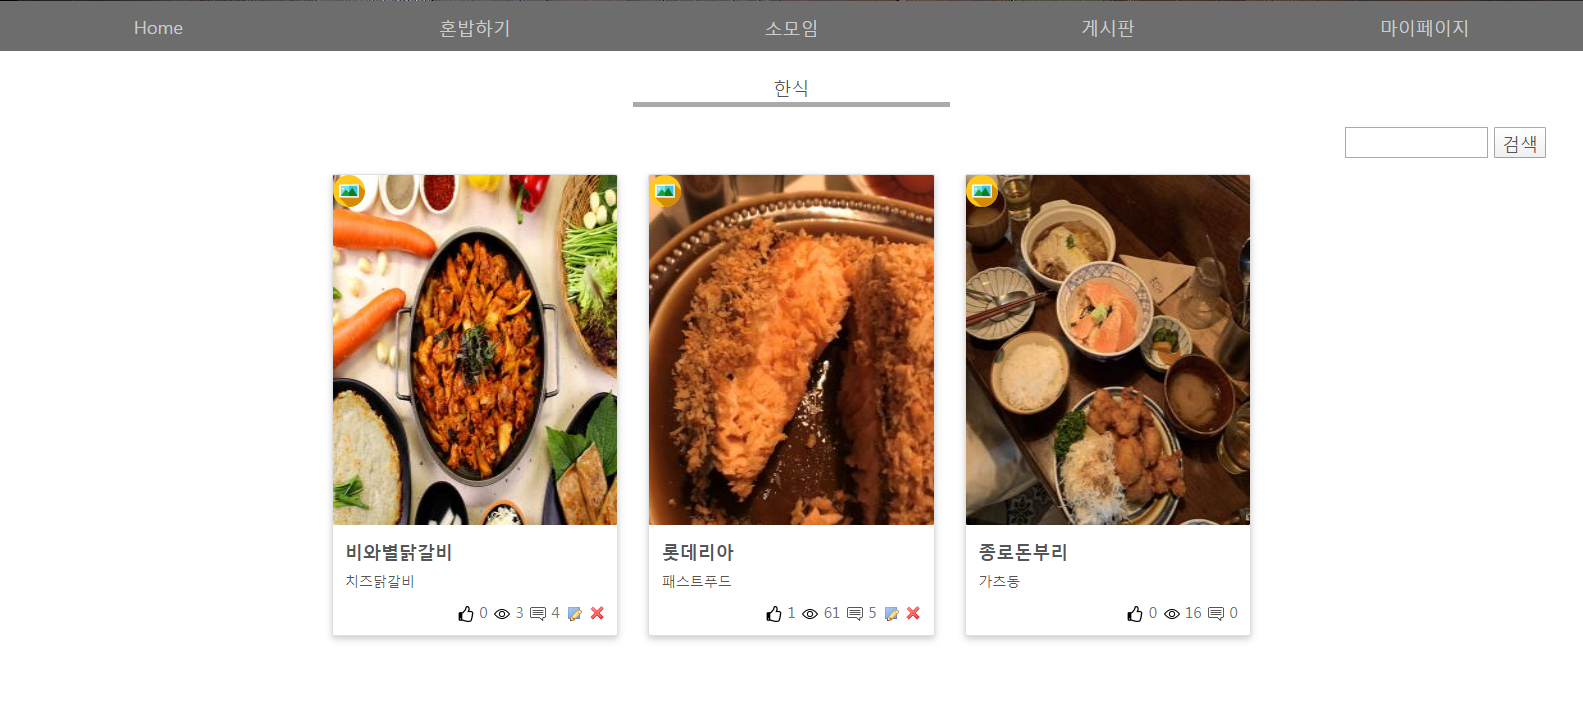 Home 혼밥하기 소모임 게시판 마이페이지
한식
검색
비와별닭갈비
치즈닭갈비
0 3 4
롯데리아
패스트푸드
1 61 5
종로돈부리
가츠동
0 16 0